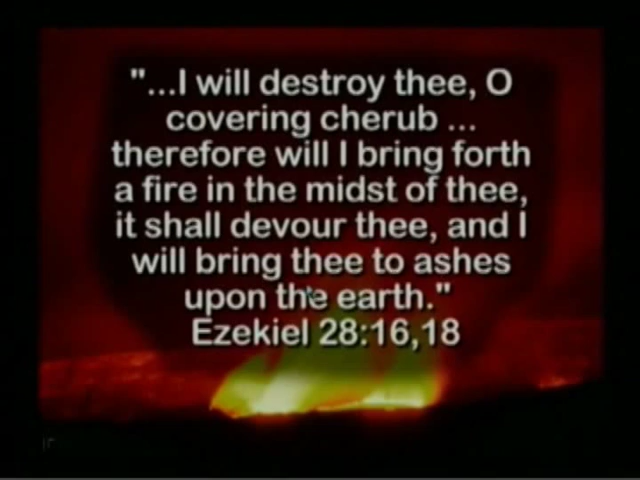 "...I will destroy thee, O
covering cherub ...
therefore will I bring forth
a fire in the midst of thee,
it shall devour thee, and I
will bring thee to ashes
upon the earth."
Ezekiel 28:16,18